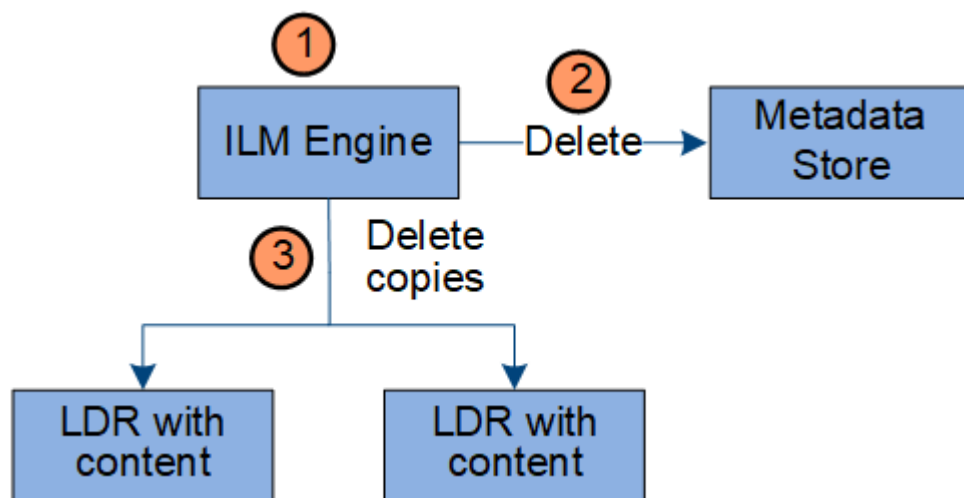 1
2
ILM Engine
Delete
Metadata
Store
3
Delete
copies
LDR with
content
LDR with
content